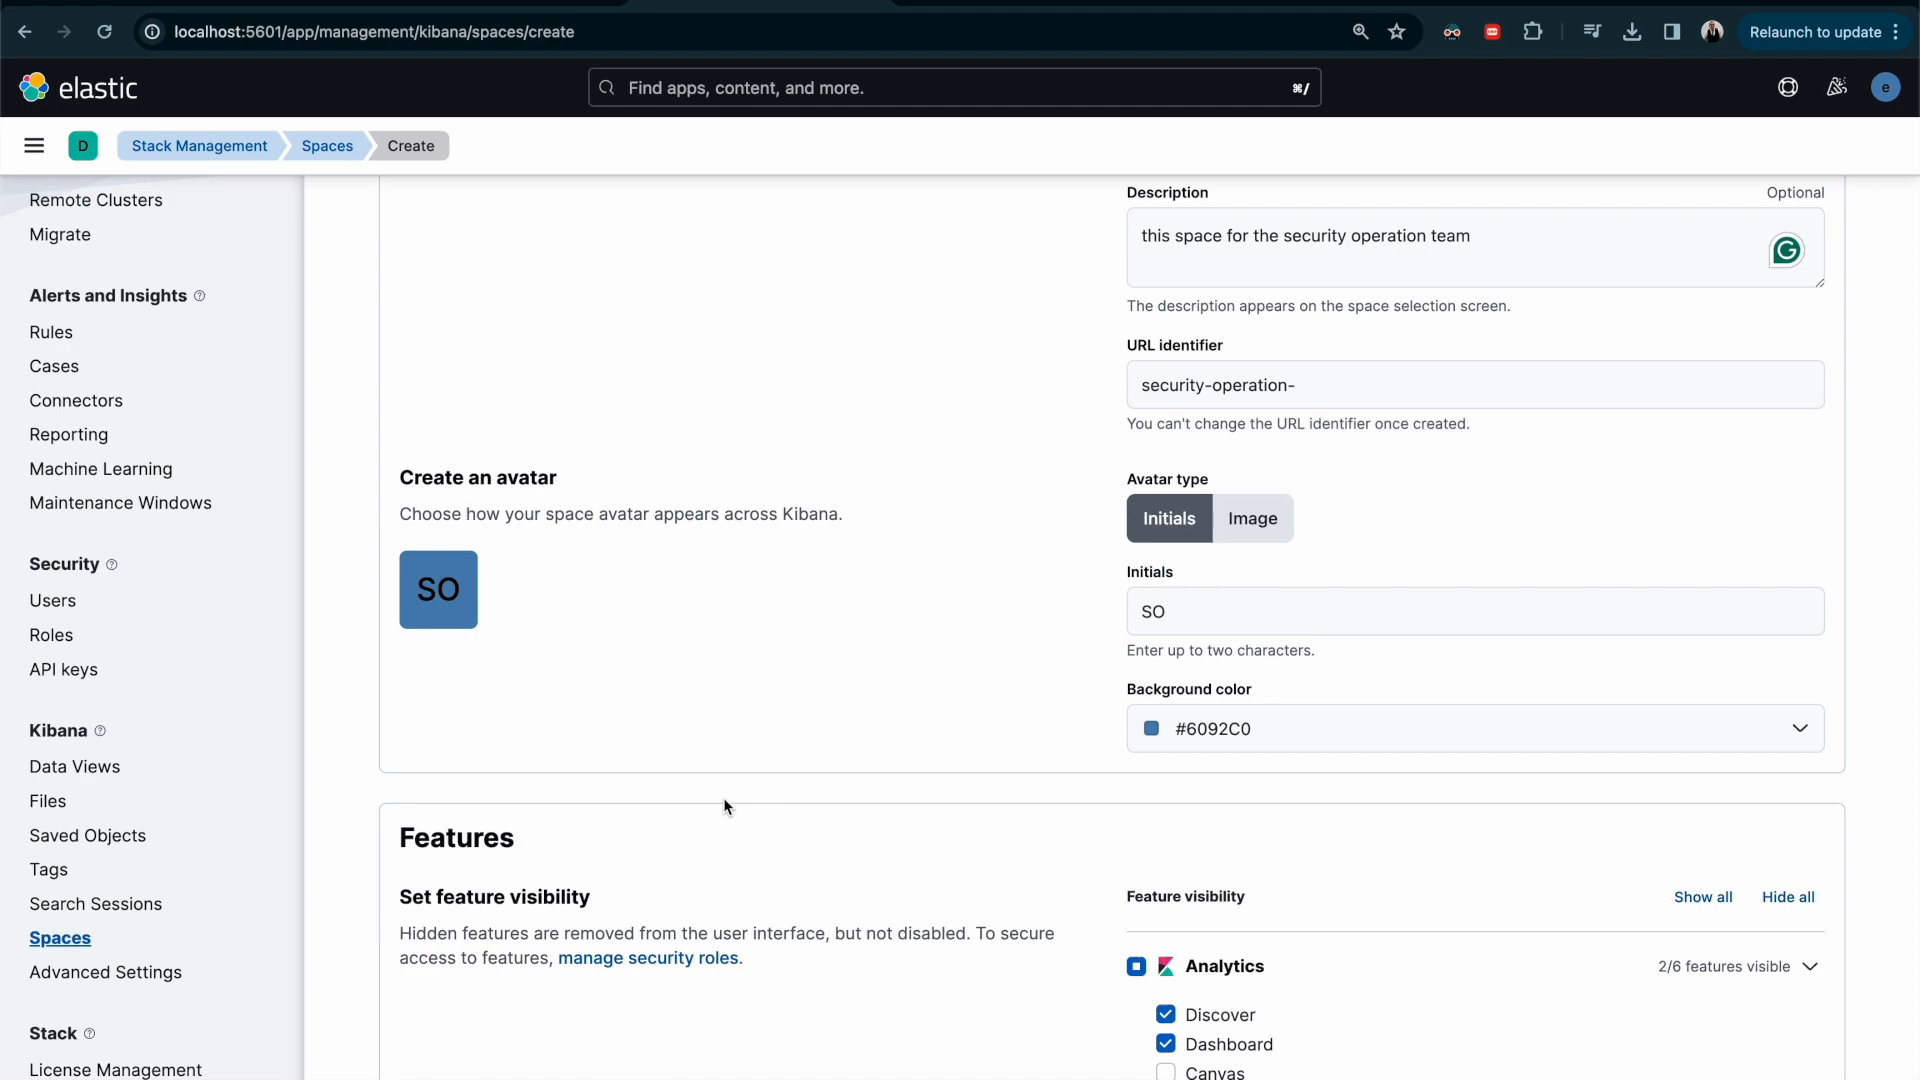 localhost:5601/app/management/kibana/spaces/create
Relaunch to update
elastic
Find apps, content, and more.
⌘/
e
D
Stack Management
Spaces
Create
Remote Clusters
Migrate
Alerts and Insights
Rules
Cases
Connectors
Reporting
Machine Learning
Maintenance Windows
Security
Users
Roles
API keys
Kibana
Data Views
Files
Saved Objects
Tags
Search Sessions
Spaces
Advanced Settings
Stack
License Management
Description
Optional
this space for the security operation team
The description appears on the space selection screen.
URL identifier
security-operation-
You can't change the URL identifier once created.
Create an avatar
Choose how your space avatar appears across Kibana.
SO
Avatar type
Initials
Image
Initials
SO
Enter up to two characters.
Background color
#6092C0
Features
Set feature visibility
Hidden features are removed from the user interface, but not disabled. To secure
access to features, manage security roles.
Feature visibility
Show all
Hide all
Analytics
2/6 features visible
Discover
Dashboard
Canvas